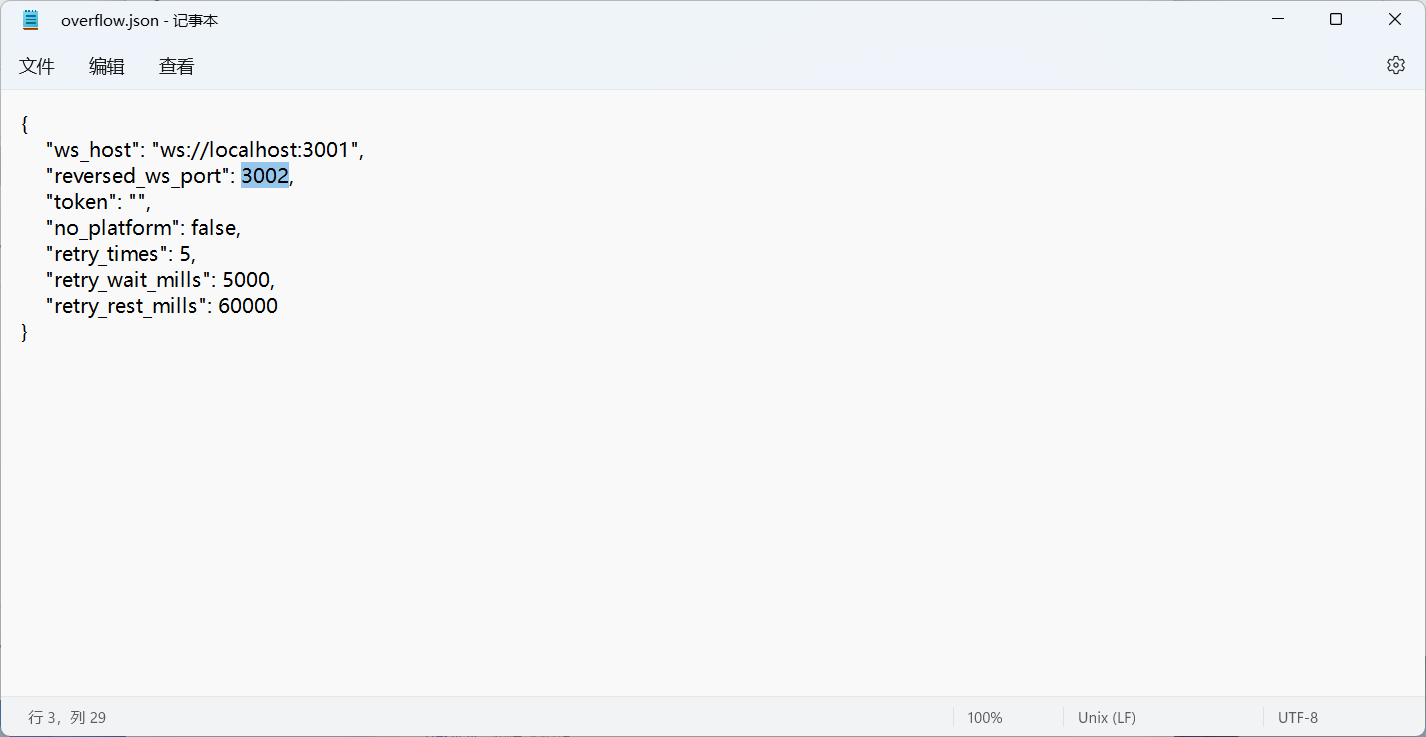 overflow.json - 记事本
文件 编辑 查看
{
"ws_host": "ws://localhost:3001",
"reversed_ws_port": 3002,
"token": "",
"no_platform": false,
"retry_times": 5,
"retry_wait_mills": 5000,
"retry_rest_mills": 60000
}
行 3，列 29 100% Unix (LF) UTF-8